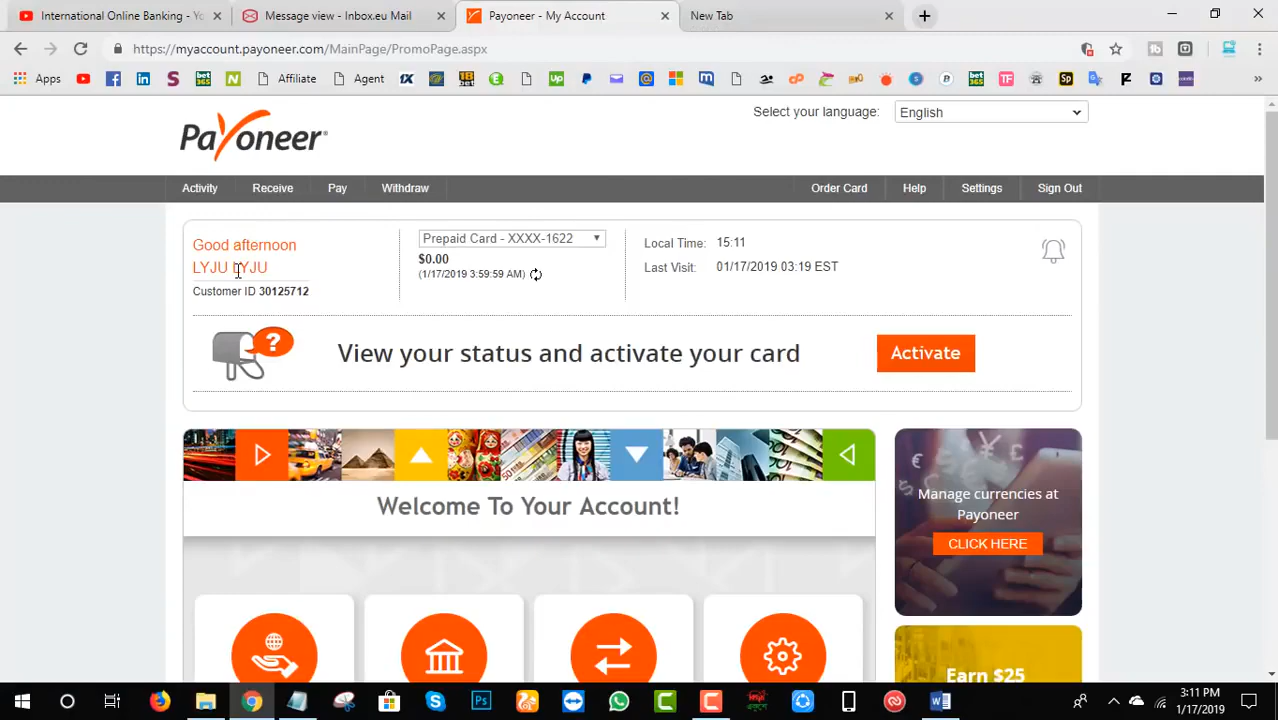 International Online Banking - Yo
Message view - Inbox.eu Mail
Payoneer - My Account
New Tab
https://myaccount.payoneer.com/MainPage/PromoPage.aspx
Apps
Affiliate
Agent
Payoneer
Select your language:
English
Activity
Receive
Pay
Withdraw
Order Card
Help
Settings
Sign Out
Good afternoon
LYJU LYJU
Customer ID 30125712
Prepaid Card - XXXX-1622
$0.00
(1/17/2019 3:59:59 AM)
Local Time: 15:11
Last Visit: 01/17/2019 03:19 EST
View your status and activate your card
Activate
Welcome To Your Account!
Manage currencies at
Payoneer
CLICK HERE
Earn $25
3:11 PM
1/17/2019